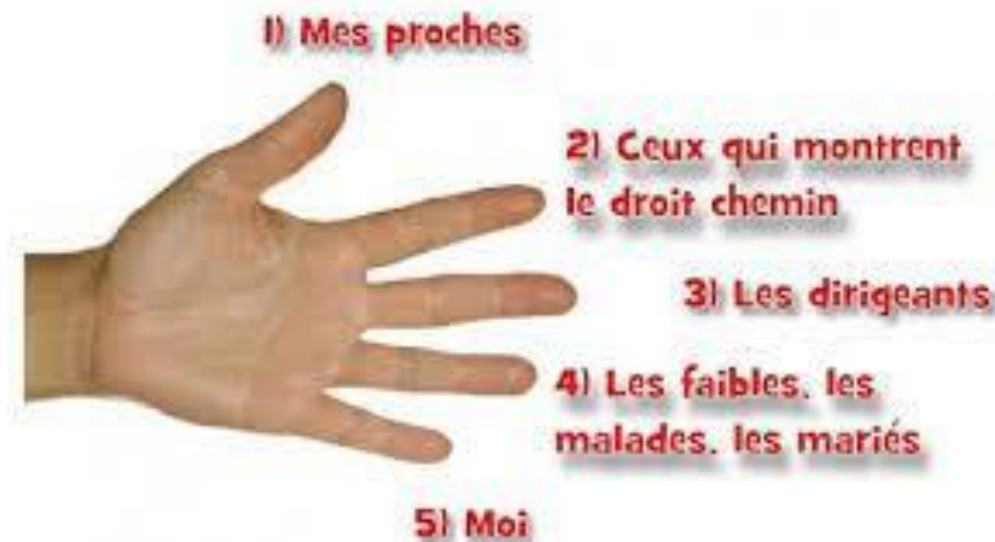 1) Mes proches
2) Ceux qui montrent
le droit chemin
3) Les dirigeants
4) Les faibles, les
malades, les mariés
5) Moi